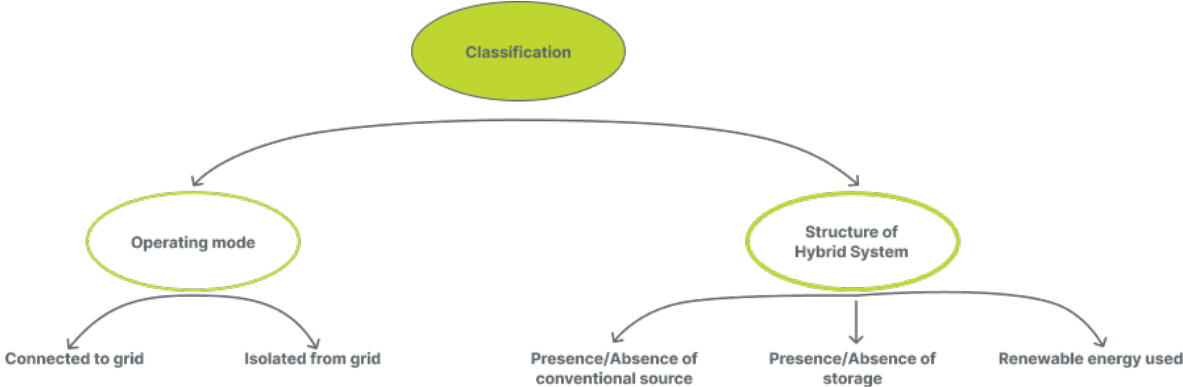 Classification
Operating mode
Structure of
Hybrid System
Connected to grid
Isolated from grid
Presence/Absence of
conventional source
Presence/Absence of
storage
Renewable energy used